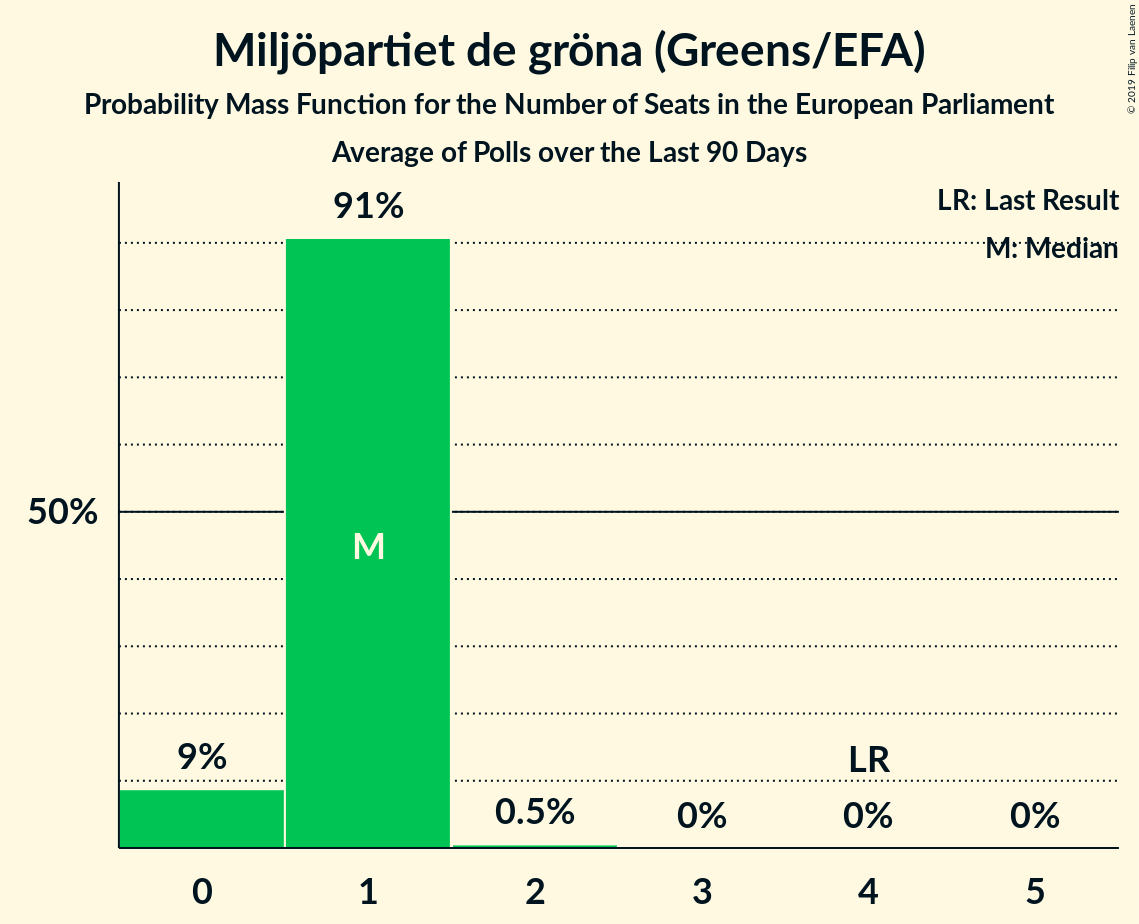 Miljöpartiet de gröna (Greens/EFA)
Probability Mass Function for the Number of Seats in the European Parliament
Average of Polls over the Last 90 Days
© 2019 Filip van Laenen
LR: Last Result
M: Median
91%
50%
M
9%
0.5%
0%
LR
0%
0%
0 1 2 3 4 5